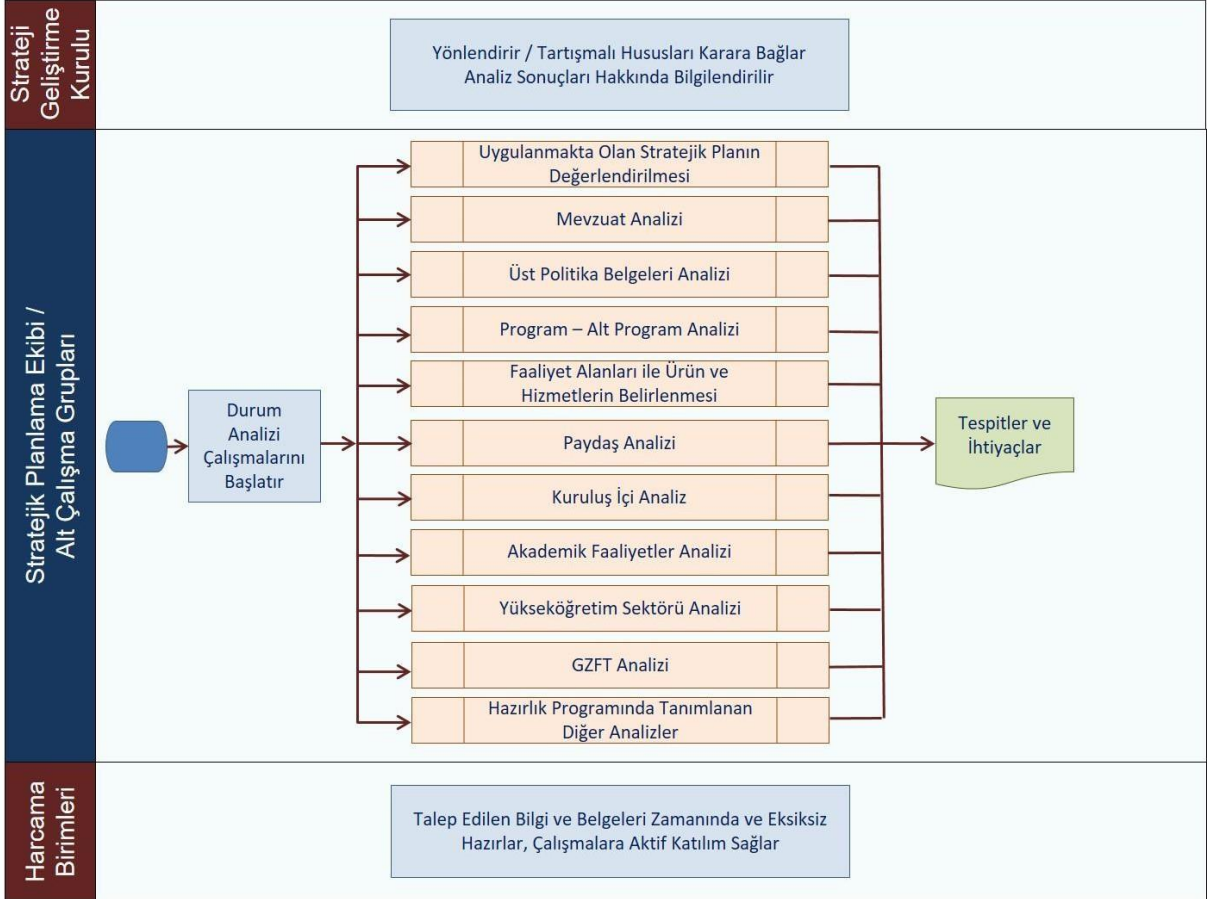 Strateji
Geliştirme
Kurulu
Yönlendirir / Tartışmalı Hususları Karara Bağlar
Analiz Sonuçları Hakkında Bilgilendirilir
Stratejik Planlama Ekibi /
Alt Çalışma Grupları
Durum
Analizi
Çalışmalarını
Başlatır
Uygulanmakta Olan Stratejik Planın
Değerlendirilmesi
Mevzuat Analizi
Üst Politika Belgeleri Analizi
Program – Alt Program Analizi
Faaliyet Alanları ile Ürün ve
Hizmetlerin Belirlenmesi
Paydaş Analizi
Kuruluş İçi Analiz
Akademik Faaliyetler Analizi
Yükseköğretim Sektörü Analizi
GZFT Analizi
Hazırlık Programında Tanımlanan
Diğer Analizler
Tespitler ve
İhtiyaçlar
Harcama
Birimleri
Talep Edilen Bilgi ve Belgeleri Zamanında ve Eksiksiz
Hazırlar, Çalışmalara Aktif Katılım Sağlar